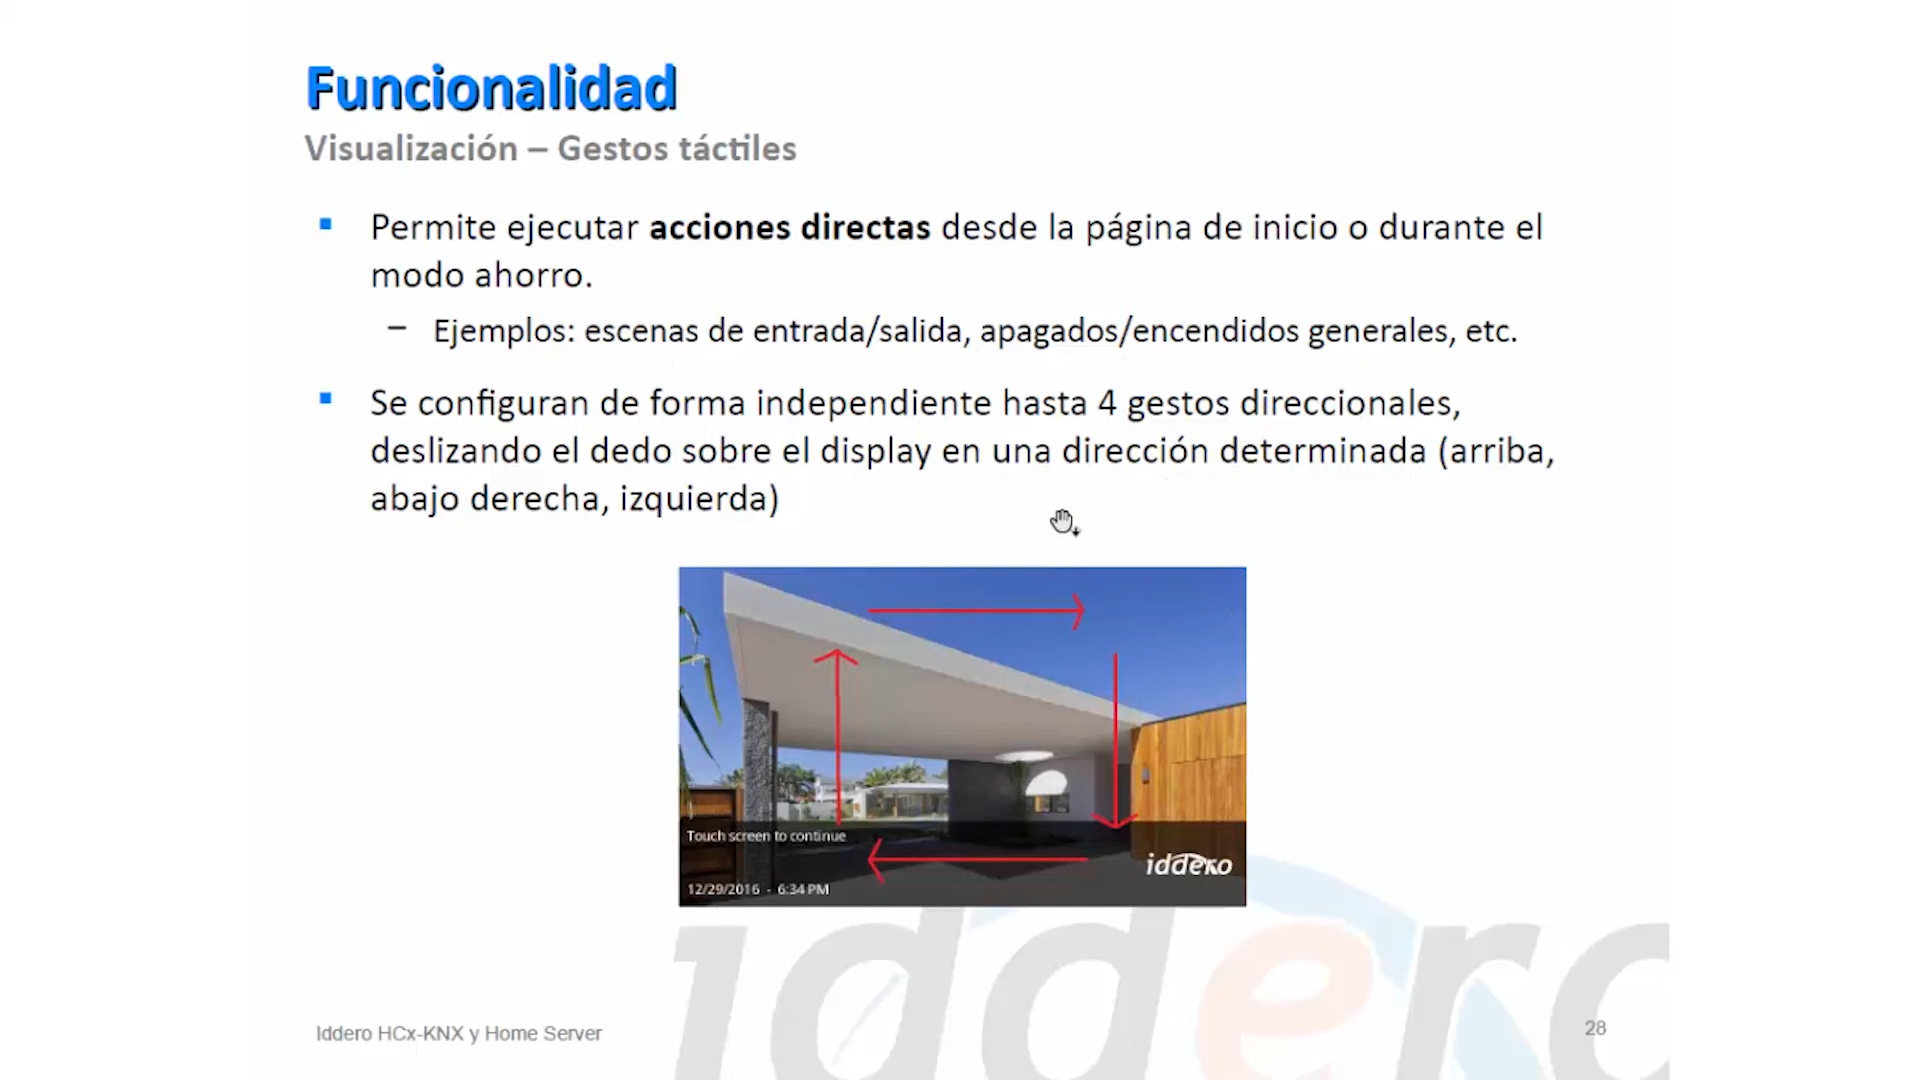 Funcionalidad
Visualización – Gestos táctiles
▪ Permite ejecutar acciones directas desde la página de inicio o durante el
modo ahorro.
– Ejemplos: escenas de entrada/salida, apagados/encendidos generales, etc.
▪ Se configuran de forma independiente hasta 4 gestos direccionales,
deslizando el dedo sobre el display en una dirección determinada (arriba,
abajo derecha, izquierda)
Touch screen to continue
iddero
12/29/2016 - 6:34 PM
iddero
Iddero HCx-KNX y Home Server
28